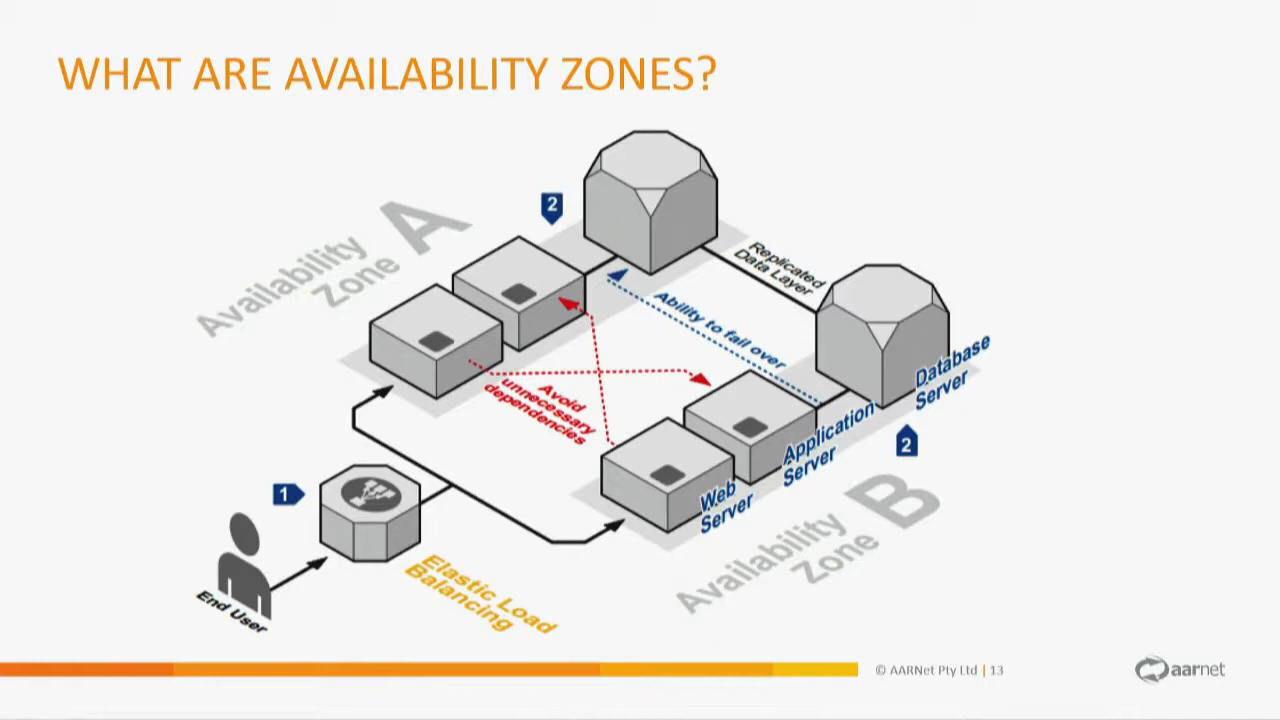 WHAT ARE AVAILABILITY ZONES?
2
Availability
Zone
A
Replicated
Data Layer
Ability to fail over
Avoid
unnecessary
dependencies
Database
Server
2
Application
Server
Web
Server
Availability
Zone
B
1
End User
Elastic Load
Balancing
© AARNet Pty Ltd | 13
aarnet